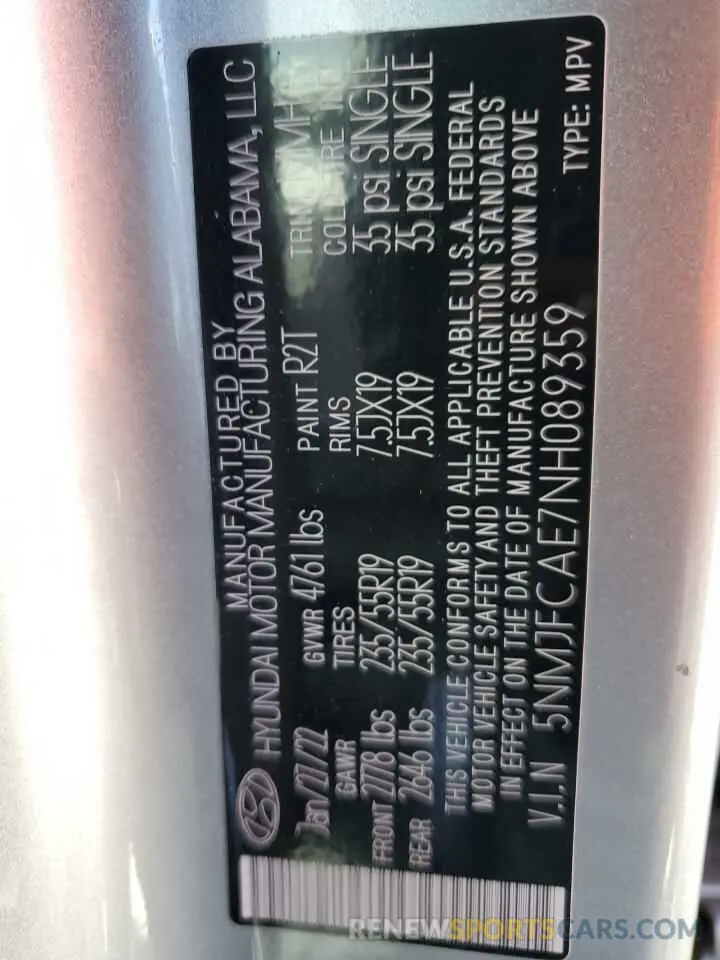 MANUFACTURED BY
HYUNDAI MOTOR MANUFACTURING ALABAMA, LLC
Jan/27/22 GVWR 4761 lbs PAINT R2T TRIM
GAWR TIRES RIMS COLD TIRE
FRONT 2778 lbs 235/55R19 7.5JX19 35 psi SINGLE
REAR 2646 lbs 235/55R19 7.5JX19 35 psi SINGLE
THIS VEHICLE CONFORMS TO ALL APPLICABLE U.S.A. FEDERAL
MOTOR VEHICLE SAFETY AND THEFT PREVENTION STANDARDS
IN EFFECT ON THE DATE OF MANUFACTURE SHOWN ABOVE
V.I.N 5NMJFCAE7NH089359 TYPE: MPV
RENEWSPORTSCARS.COM